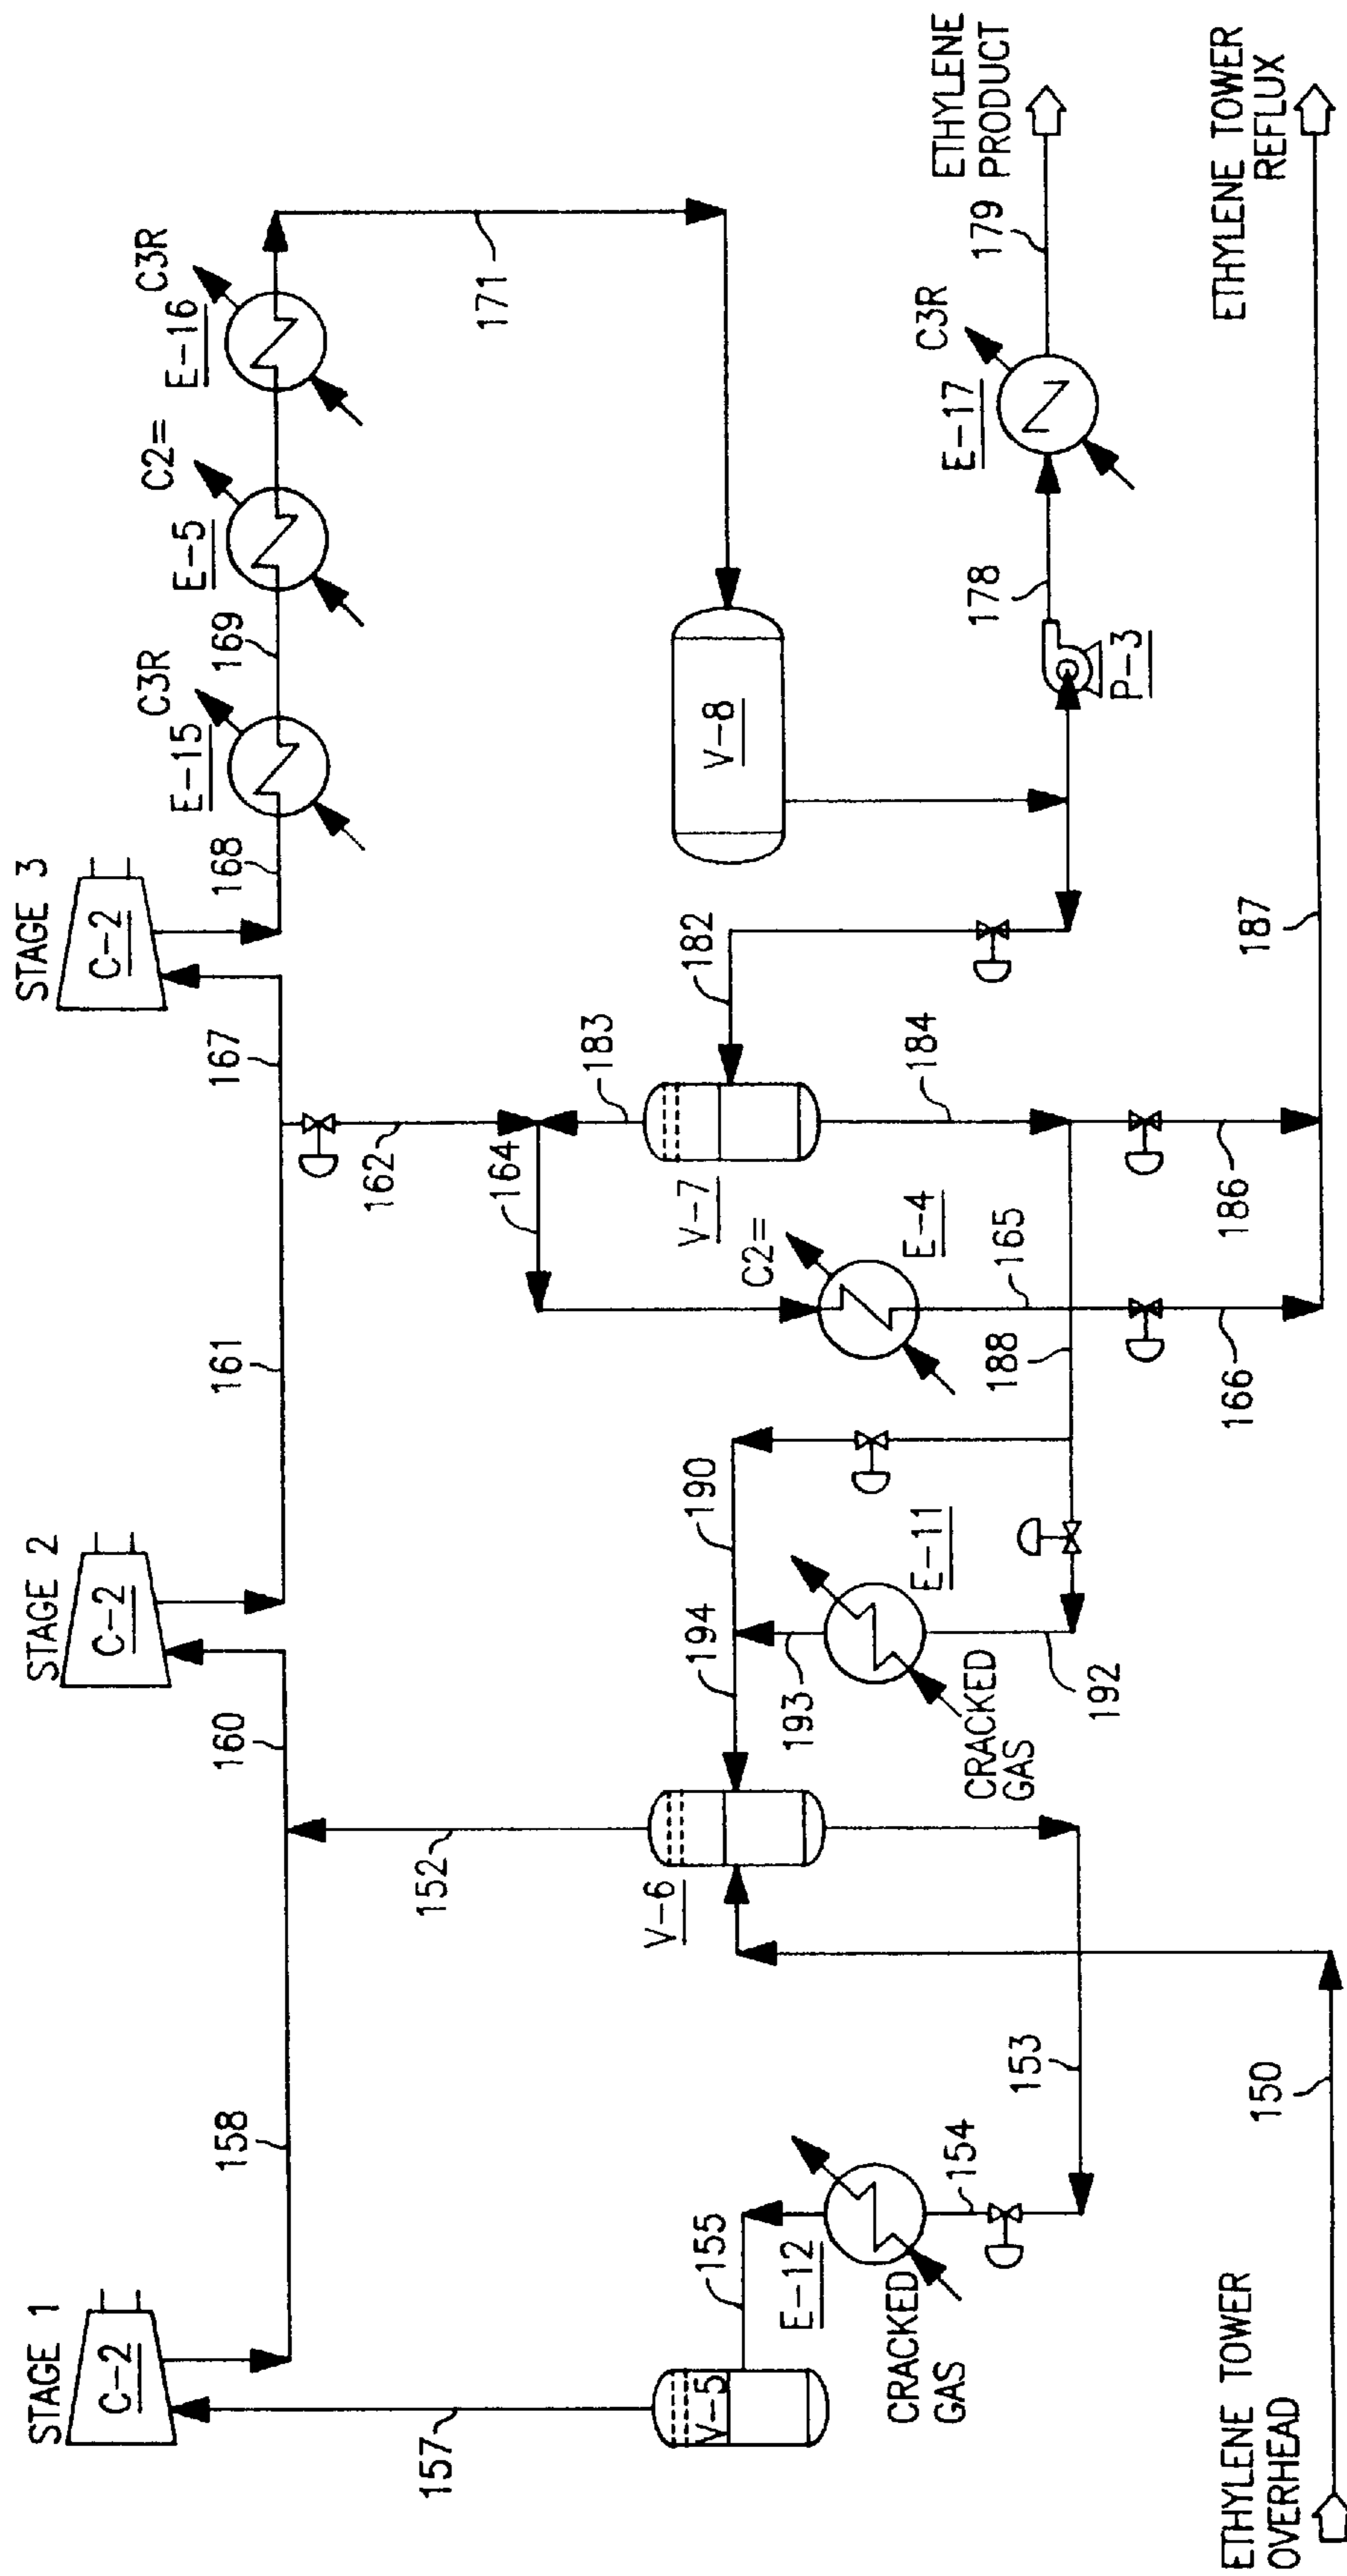 STAGE 1
C-2
STAGE 2
C-2
STAGE 3
C-2
158
160
161
167
168
E-15
C3R
169
E-5
C2=
E-16
C3R
171
157
152
162
164
183
182
V-5
155
E-12
CRACKED
GAS
154
153
V-6
194
190
193
E-11
CRACKED
GAS
192
188
C2=
E-4
165
V-7
184
V-8
P-3
178
E-17
C3R
179
ETHYLENE
PRODUCT
166
186
187
ETHYLENE TOWER
REFLUX
150
ETHYLENE TOWER
OVERHEAD